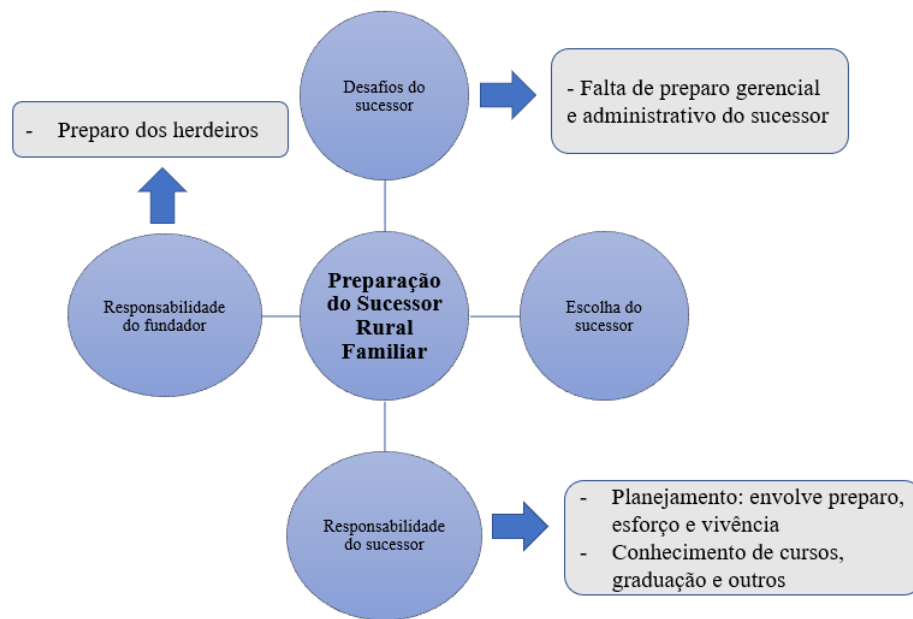 Desafios do
sucessor
- Falta de preparo gerencial
e administrativo do sucessor
- Preparo dos herdeiros
Responsabilidade
do fundador
Preparação
do Sucessor
Rural
Familiar
Escolha do
sucessor
Responsabilidade
do sucessor
- Planejamento: envolve preparo,
esforço e vivência
- Conhecimento de cursos,
graduação e outros